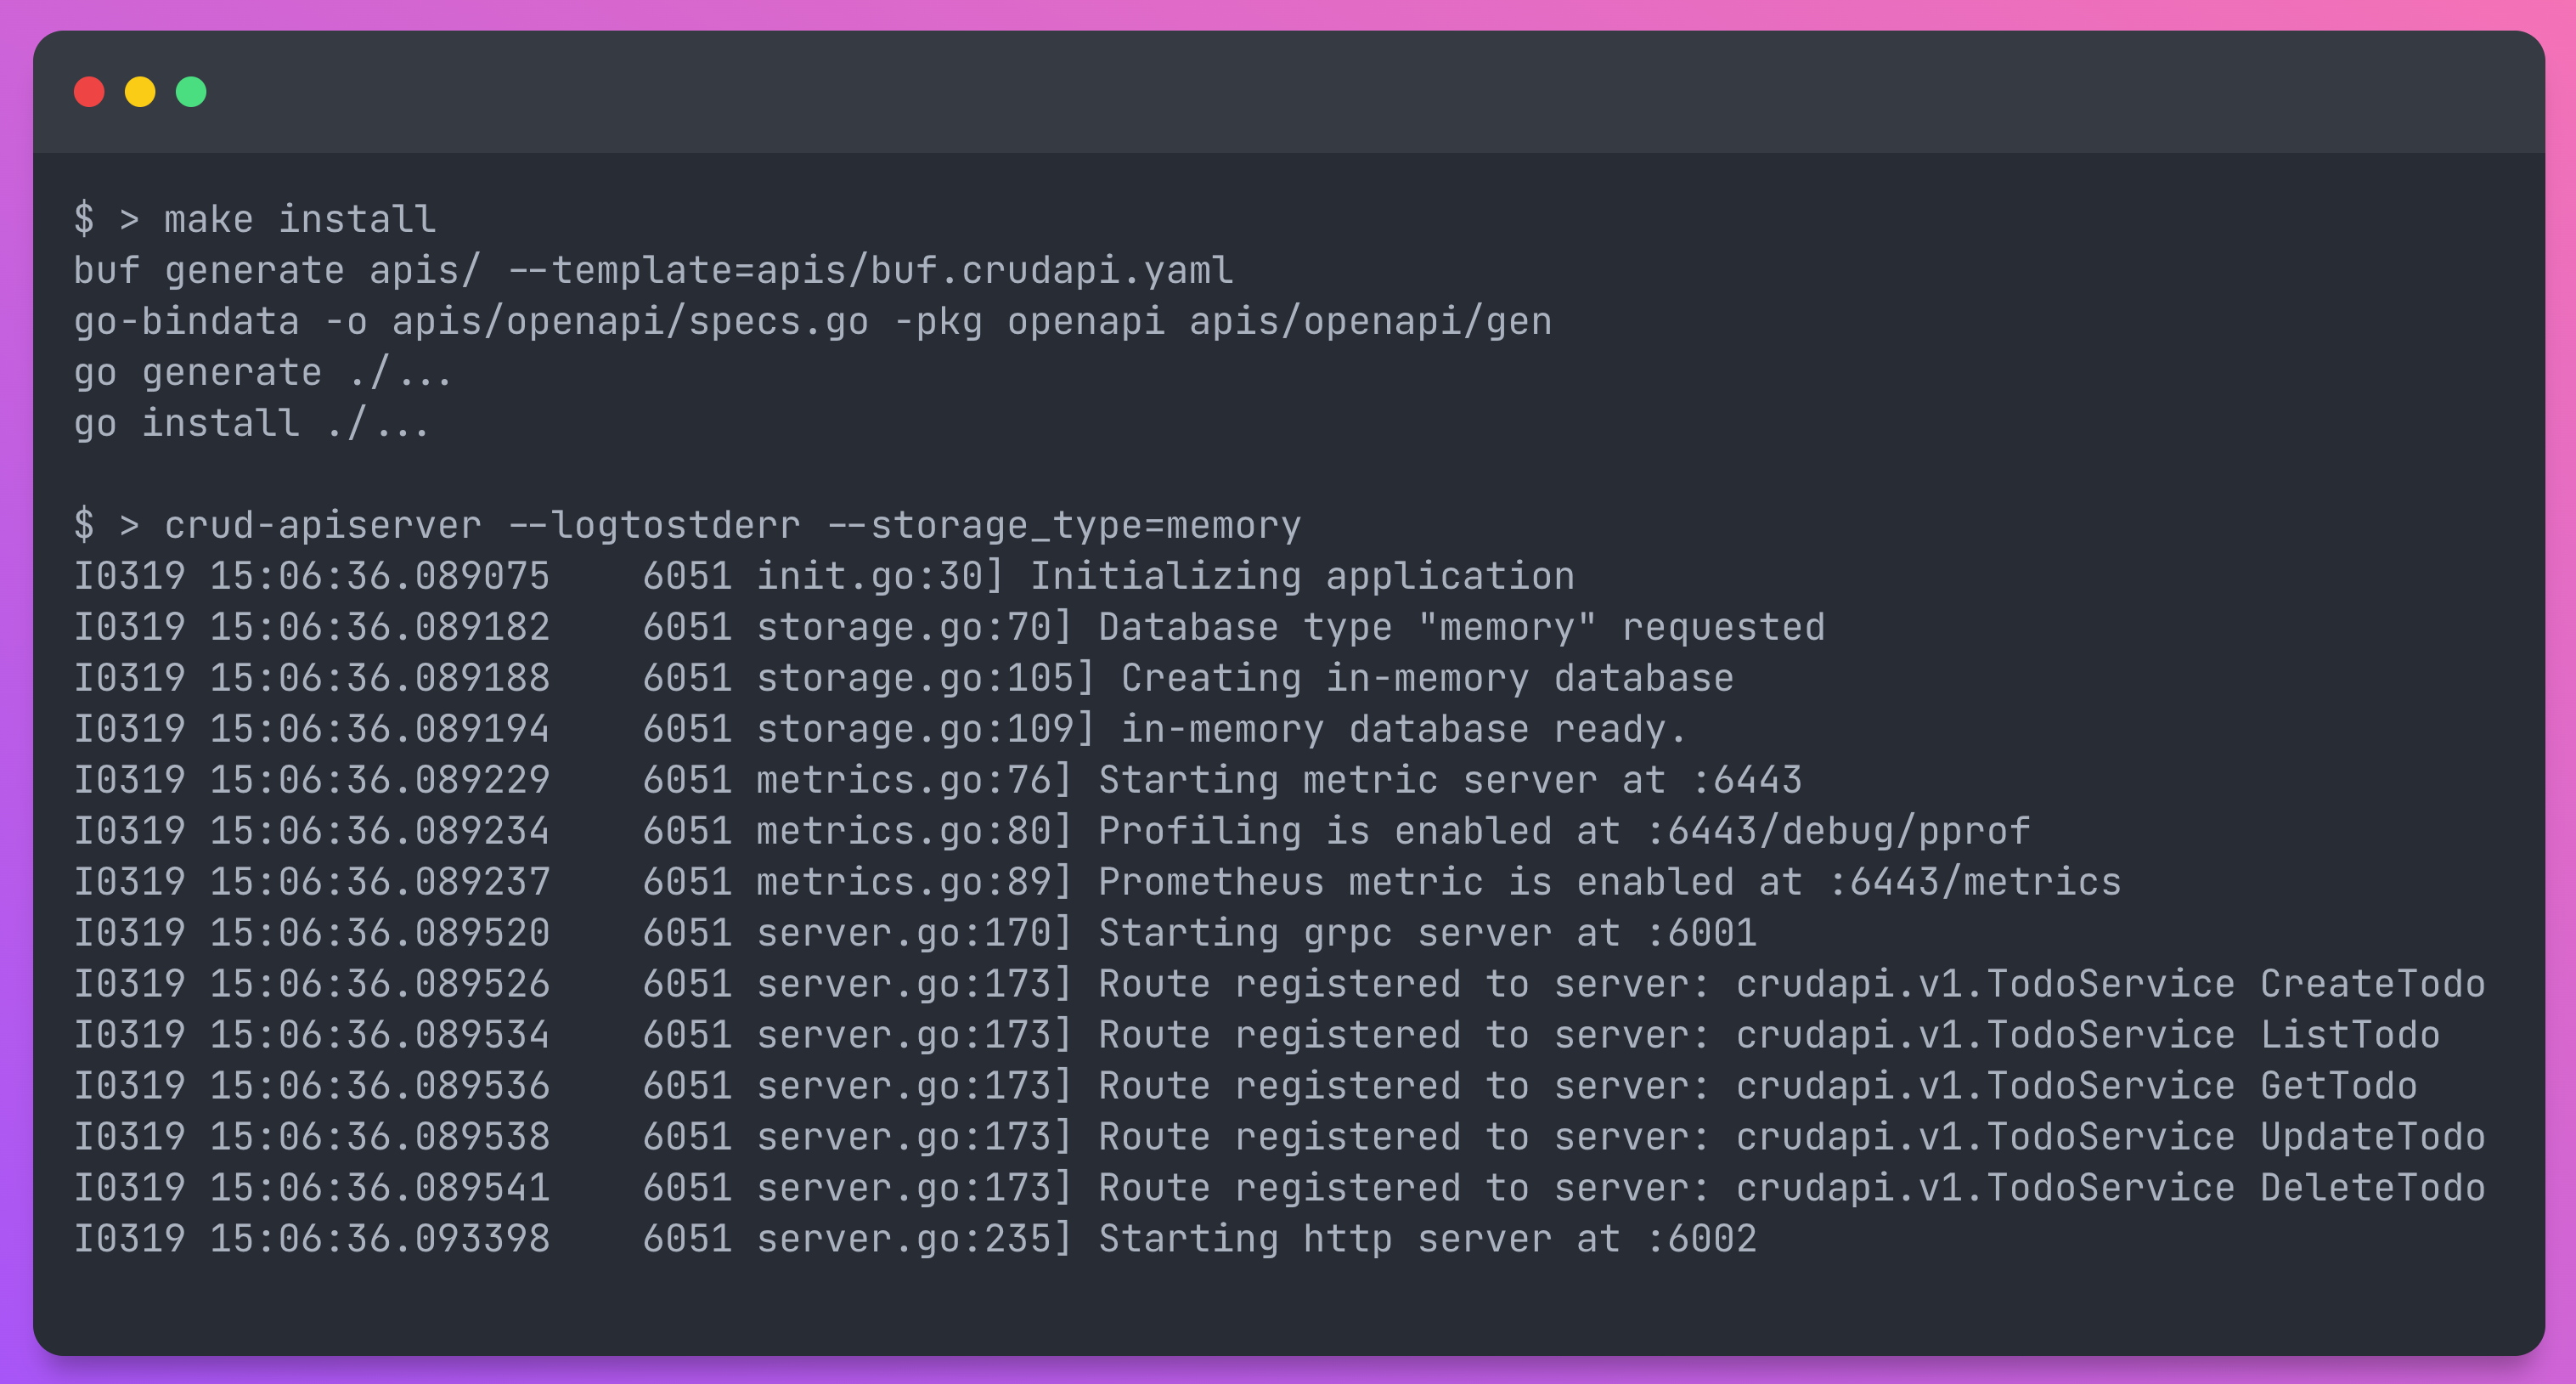 $ > make install
buf generate apis/ --template=apis/buf.crudapi.yaml
go-bindata -o apis/openapi/specs.go -pkg openapi apis/openapi/gen
go generate ./...
go install ./...

$ > crud-apiserver --logtostderr --storage_type=memory
I0319 15:06:36.089075    6051 init.go:30] Initializing application
I0319 15:06:36.089182    6051 storage.go:70] Database type "memory" requested
I0319 15:06:36.089188    6051 storage.go:105] Creating in-memory database
I0319 15:06:36.089194    6051 storage.go:109] in-memory database ready.
I0319 15:06:36.089229    6051 metrics.go:76] Starting metric server at :6443
I0319 15:06:36.089234    6051 metrics.go:80] Profiling is enabled at :6443/debug/pprof
I0319 15:06:36.089237    6051 metrics.go:89] Prometheus metric is enabled at :6443/metrics
I0319 15:06:36.089520    6051 server.go:170] Starting grpc server at :6001
I0319 15:06:36.089526    6051 server.go:173] Route registered to server: crudapi.v1.TodoService CreateTodo
I0319 15:06:36.089534    6051 server.go:173] Route registered to server: crudapi.v1.TodoService ListTodo
I0319 15:06:36.089536    6051 server.go:173] Route registered to server: crudapi.v1.TodoService GetTodo
I0319 15:06:36.089538    6051 server.go:173] Route registered to server: crudapi.v1.TodoService UpdateTodo
I0319 15:06:36.089541    6051 server.go:173] Route registered to server: crudapi.v1.TodoService DeleteTodo
I0319 15:06:36.093398    6051 server.go:235] Starting http server at :6002